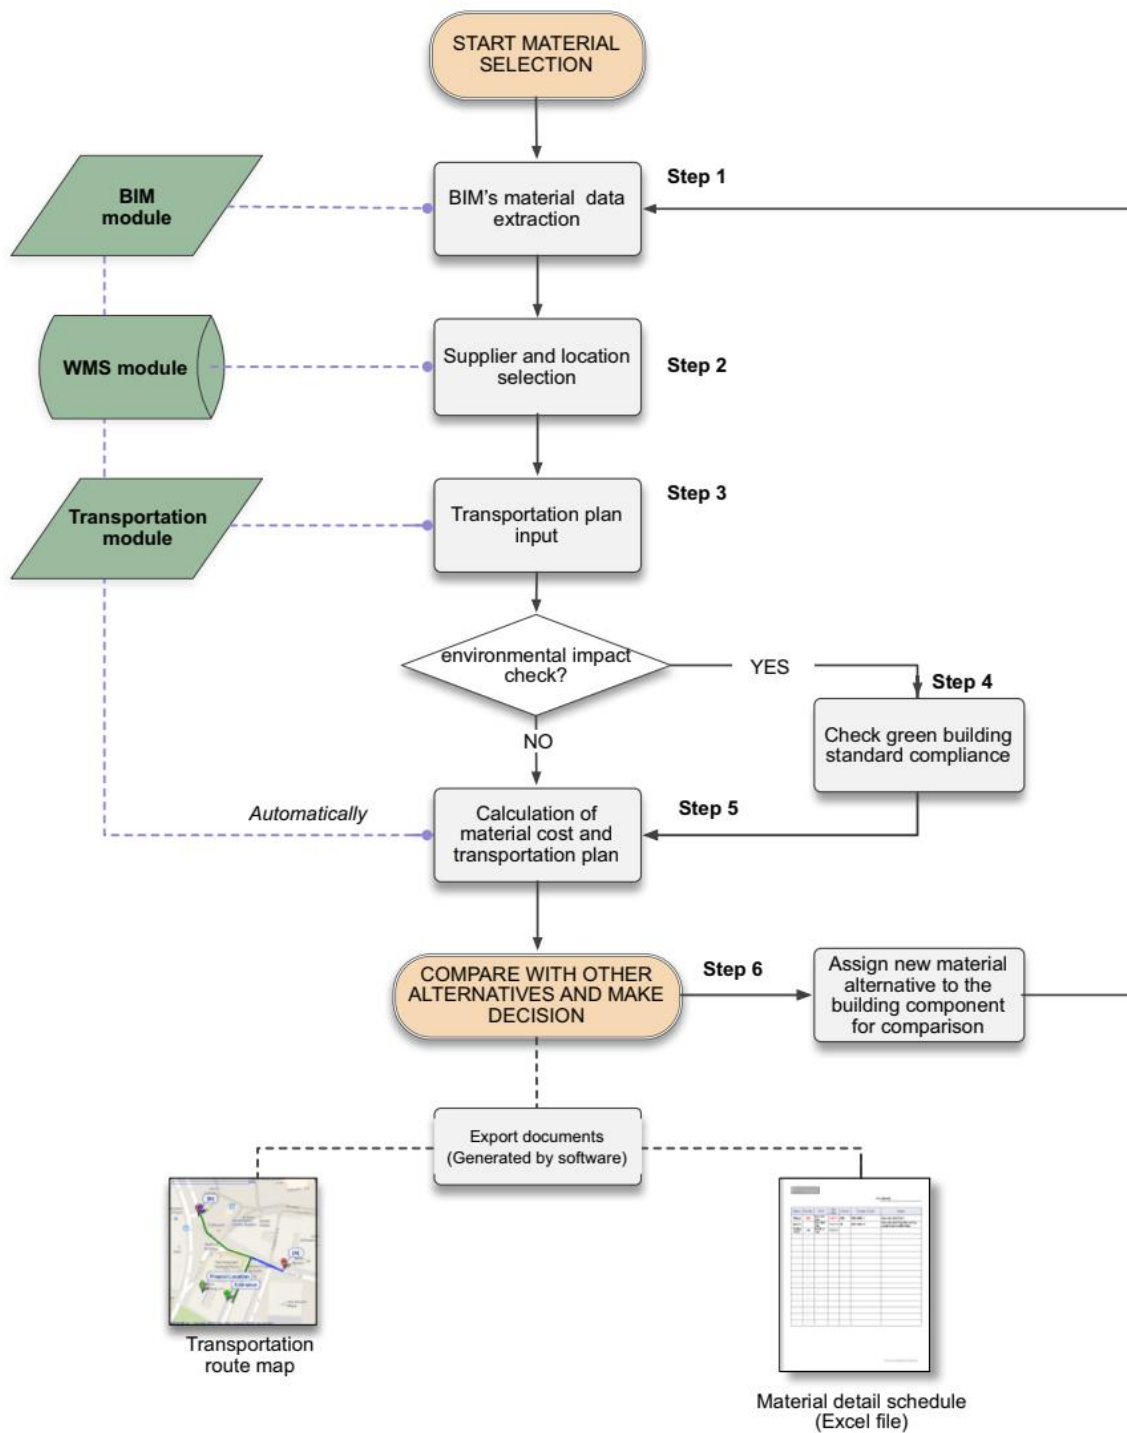 START MATERIAL
SELECTION
Step 1
BIM
module
BIM's material data
extraction
WMS module
Supplier and location
selection
Step 2
Step 3
Transportation
module
Transportation plan
input
environmental impact
check?
YES
Step 4
NO
Check green building
standard compliance
Automatically
Calculation of
material cost and
transportation plan
Step 5
COMPARE WITH OTHER
ALTERNATIVES AND MAKE
DECISION
Step 6
Assign new material
alternative to the
building component
for comparison
Export documents
(Generated by software)
Project Location
Entrance
Transportation
route map
Material detail schedule
(Excel file)